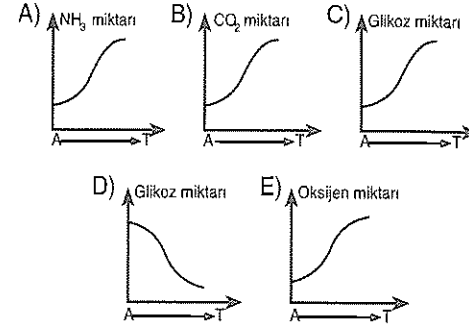 A) NH₃ miktarı B) CO₂ miktarı C) Glikoz miktarı
A T A T A T
D) Glikoz miktarı E) Oksijen miktarı
A T A T